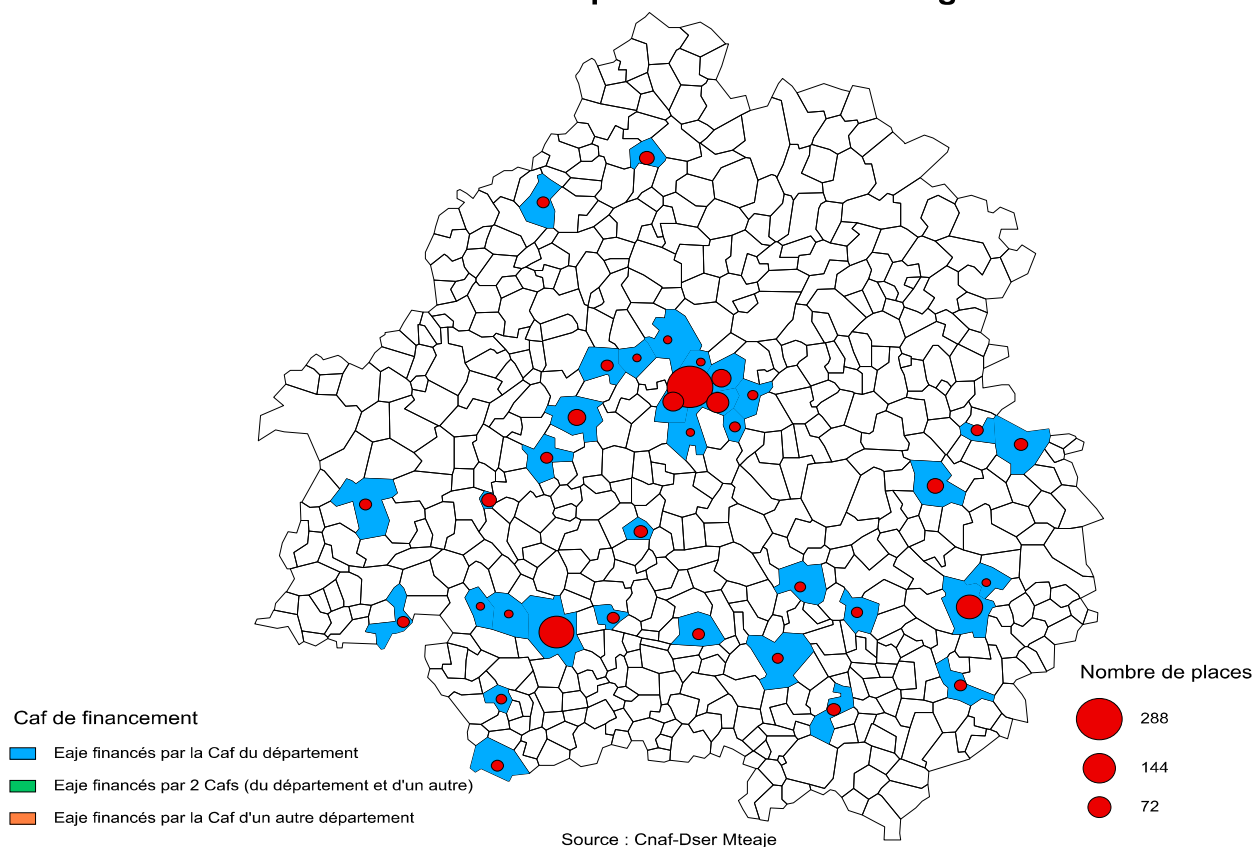 Nombre de places
288
144
72
Caf de financement
Eaje financés par la Caf du département
Eaje financés par 2 Cafs (du département et d'un autre)
Eaje financés par la Caf d'un autre département
Source : Cnaf-Dser Mteaje